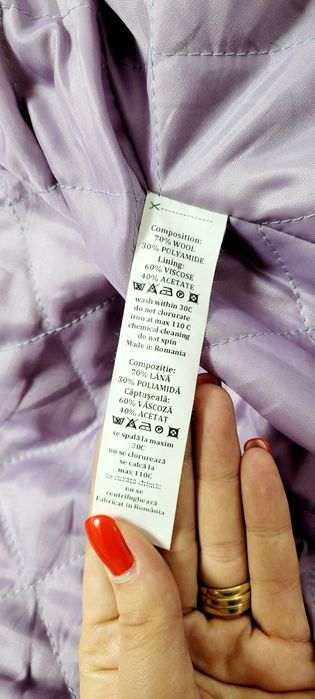 Composition:
70% WOOL
30% POLYAMIDE
Lining:
60% VISCOSE
40% ACETATE
wash within 30C
do not clorurate
iron at max 110 C
chemical cleaning
do not spin
Made in Romania
Compoziție:
70% LÂNĂ
30% POLIAMIDĂ
Căptușeală:
60% VÂSCOZĂ
40% ACETAT
se spală la maxim
30C
nu se clorurează
se calcă la
max 110C
nu se
centrifughează
Fabricat în România